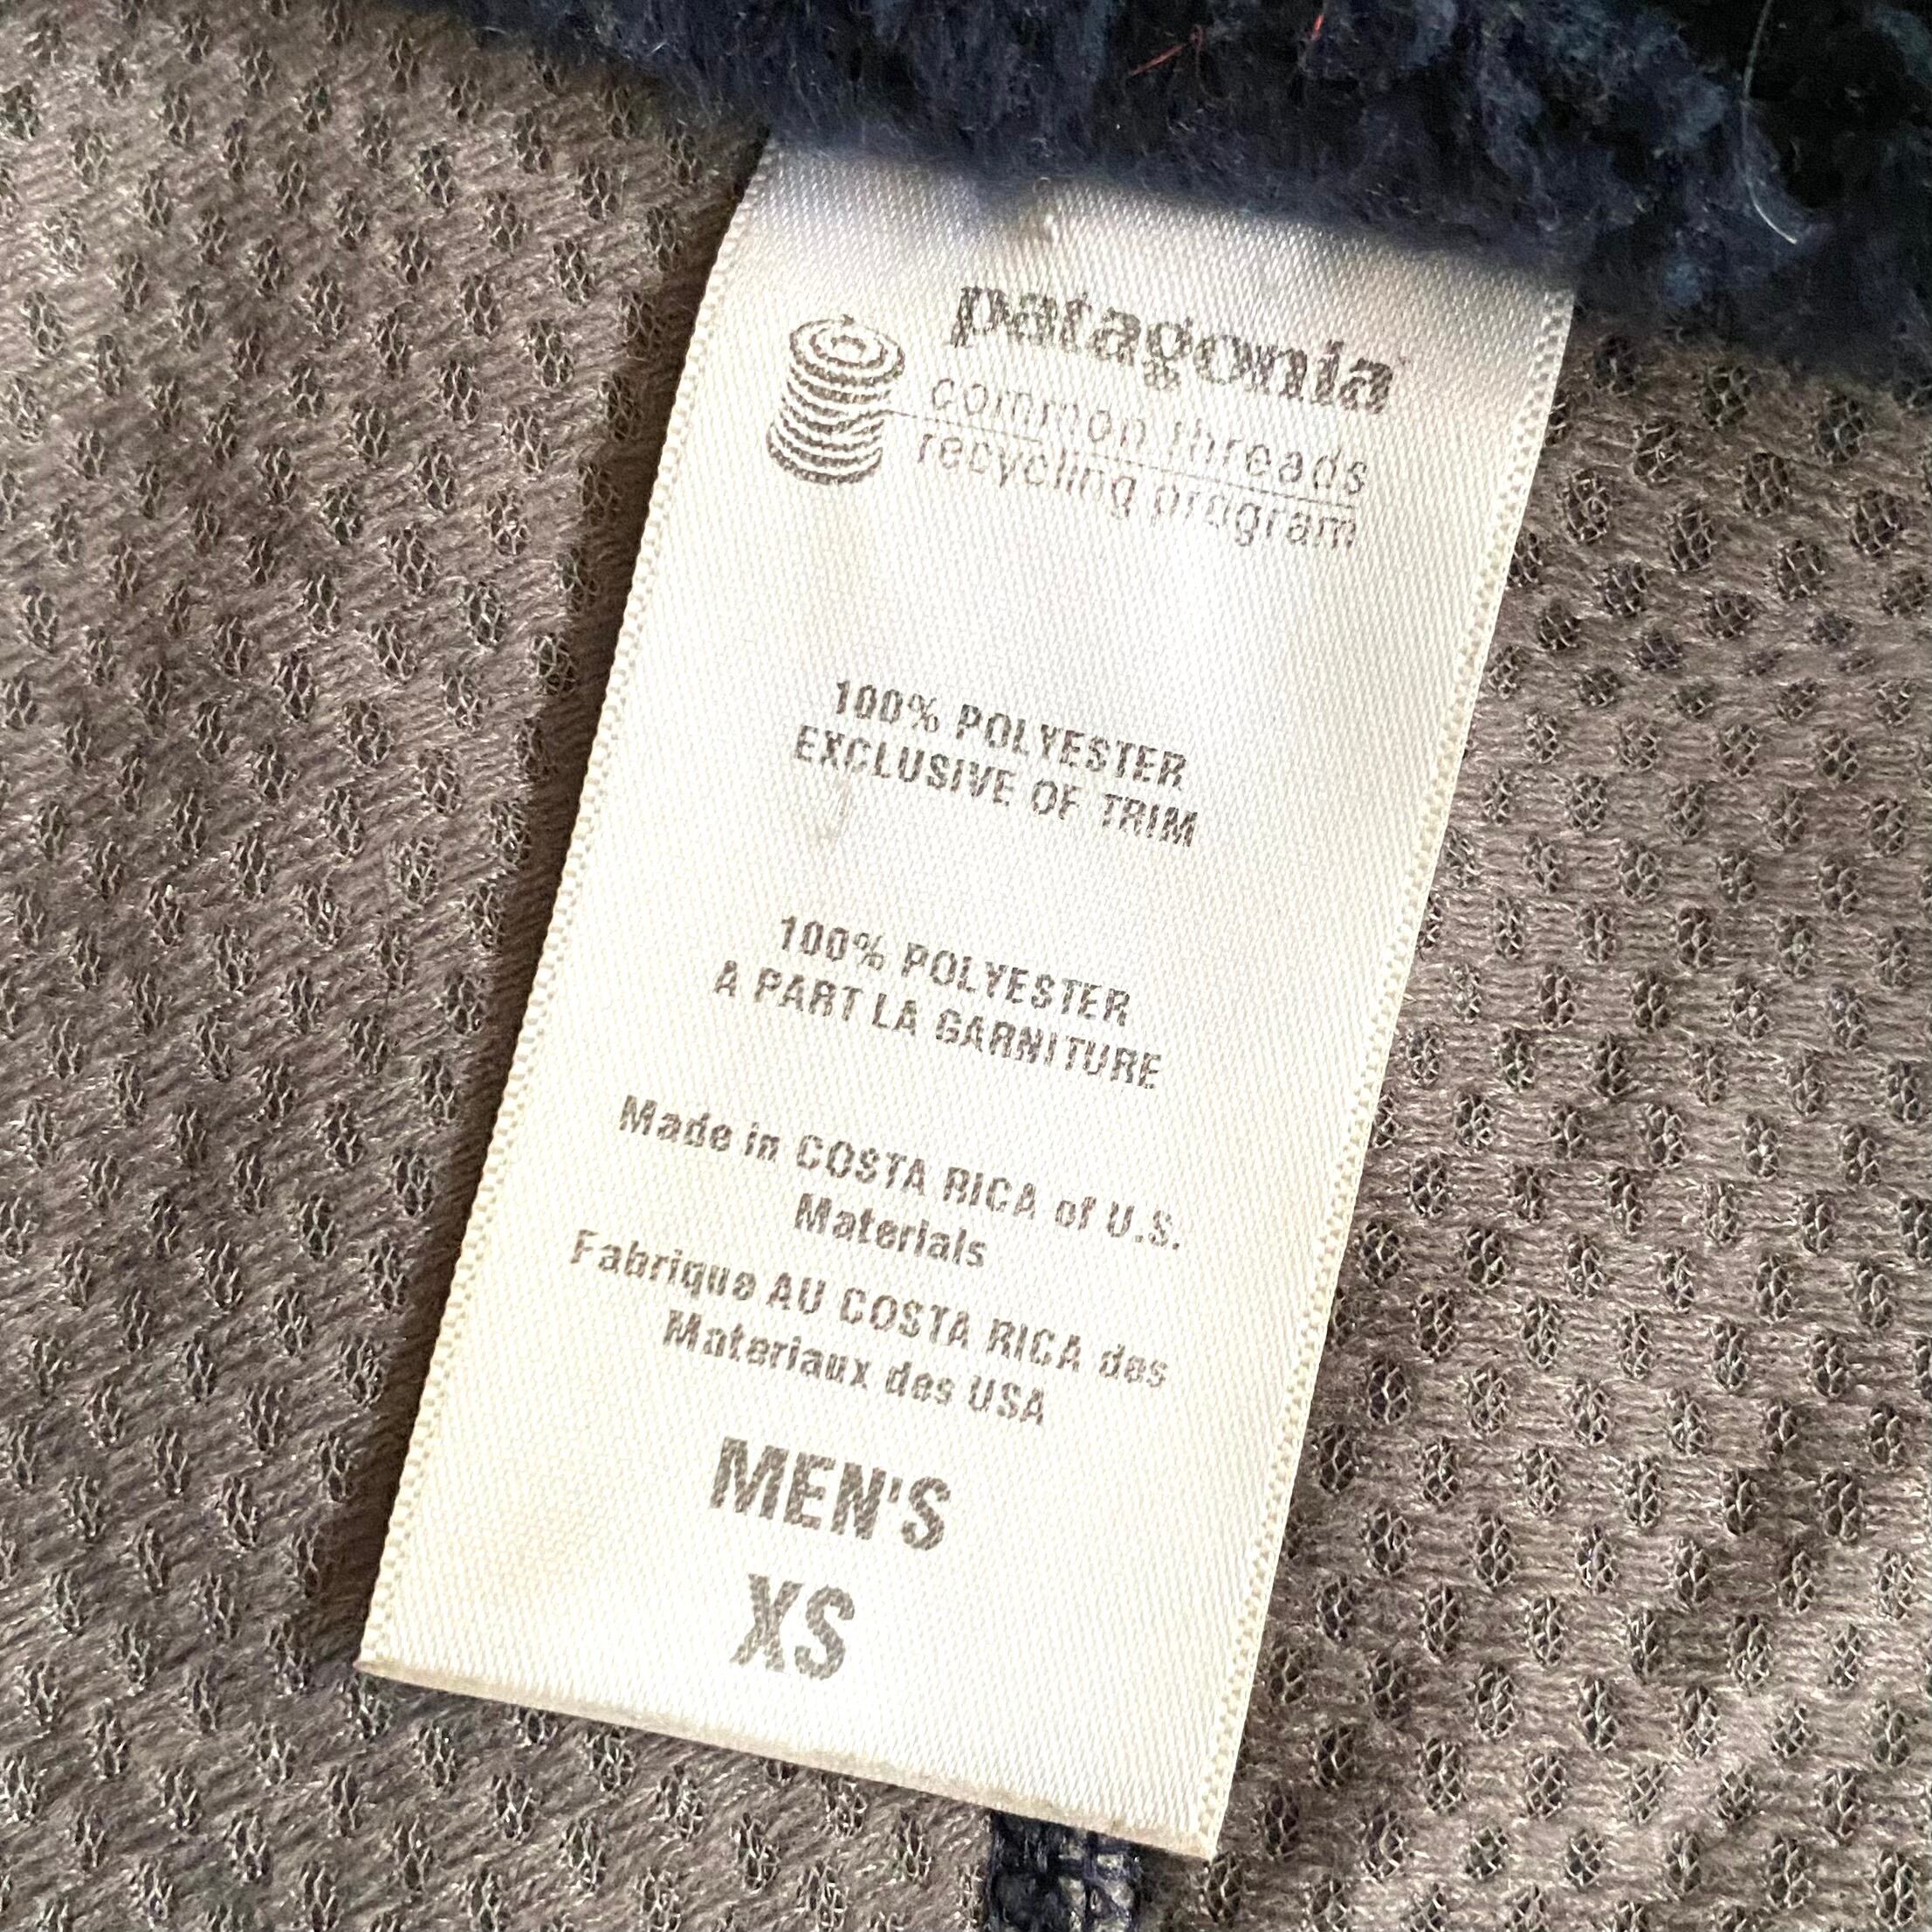 patagonia
common threads
recycling program
100% POLYESTER
EXCLUSIVE OF TRIM
100% POLYESTER
A PART LA GARNITURE
Made in COSTA RICA of U.S.
Materials
Fabrique AU COSTA RICA des
Materiaux des USA
MEN'S
XS